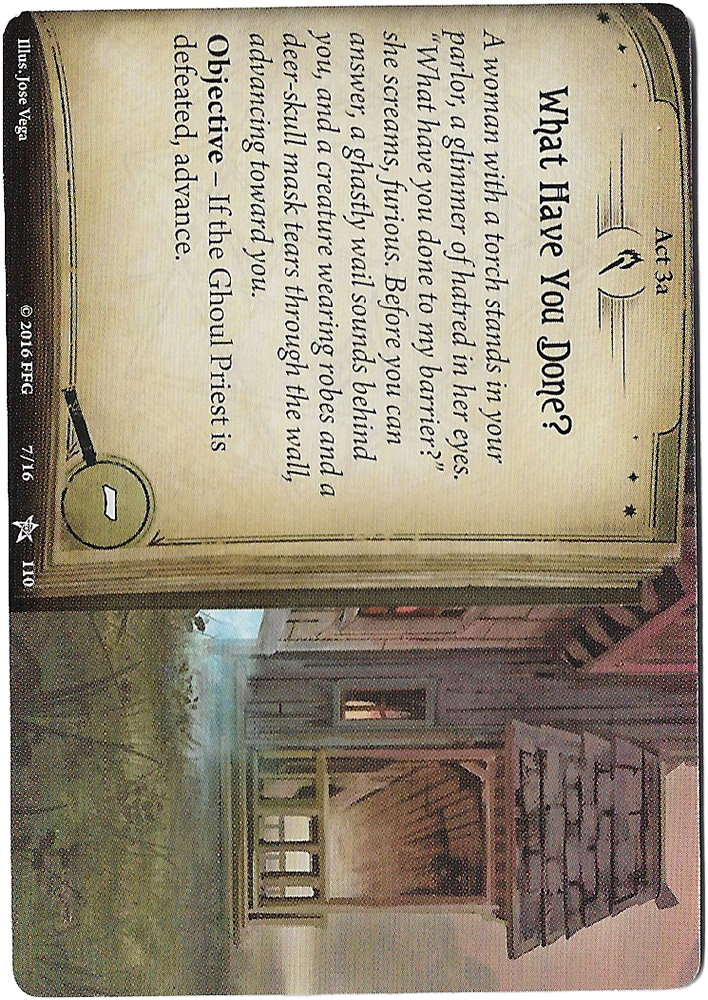 Act 3a
What Have You Done?
A woman with a torch stands in your
parlor, a glimmer of hatred in her eyes.
"What have you done to my barrier?"
she screams, furious. Before you can
answer, a ghastly wail sounds behind
you, and a creature wearing robes and a
deer-skull mask tears through the wall,
advancing toward you.
Objective – If the Ghoul Priest is
defeated, advance.
–
Illus. Jose Vega
© 2016 FFG
7/16
110